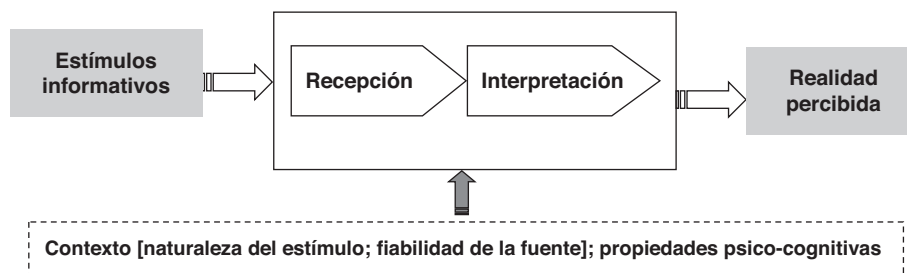 Estímulos
informativos
Recepción
Interpretación
Realidad
percibida
Contexto [naturaleza del estímulo; fiabilidad de la fuente]; propiedades psico-cognitivas